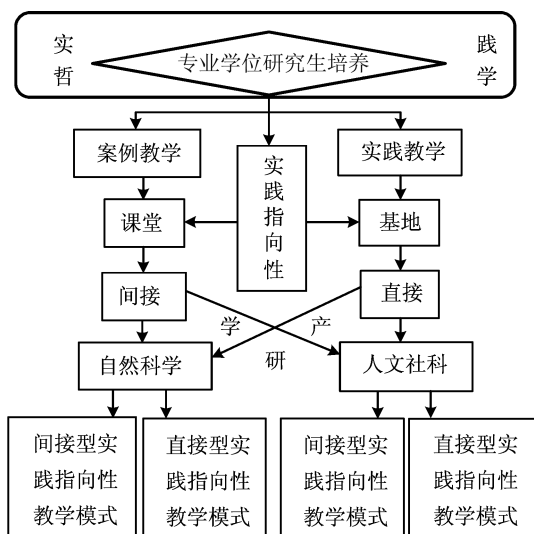 实 践
专业学位研究生培养
哲 学
案例教学
实践教学
实践指向性
课堂
基地
间接
直接
学 产
研
自然科学
人文社科
间接型实
践指向性
教学模式
直接型实
践指向性
教学模式
间接型实
践指向性
教学模式
直接型实
践指向性
教学模式